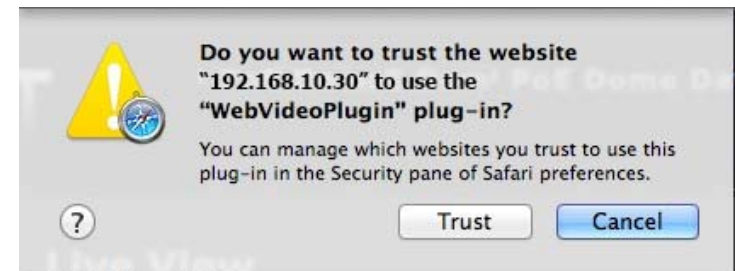 Do you want to trust the website
"192.168.10.30" to use the
"WebVideoPlugin" plug-in?
You can manage which websites you trust to use this
plug-in in the Security pane of Safari preferences.
?
Trust
Cancel
Live View